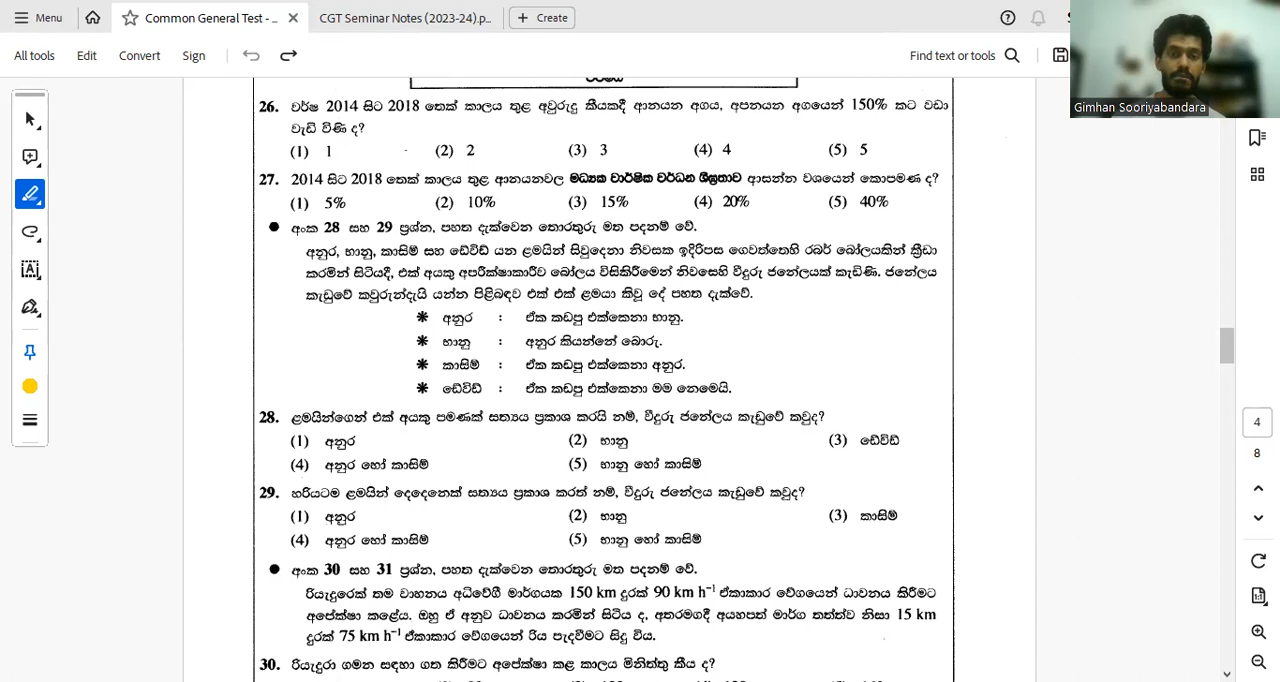 Menu
Common General Test - ...
CGT Seminar Notes (2023-24).p...
Create
All tools
Edit
Convert
Sign
Find text or tools
Gimhan Sooriyabandara
26. වර්ෂ 2014 සිට 2018 තෙක් කාලය තුළ අවුරුදු කීයකදී ආනයන අගය, අපනයන අගයෙන් 150% කට වඩා
වැඩි විණි ද?
(1) 1 (2) 2 (3) 3 (4) 4 (5) 5
27. 2014 සිට 2018 තෙක් කාලය තුළ ආනයනවල මධ්‍යක වාර්ෂික වර්ධන ශීඝ්‍රතාව ආසන්න වශයෙන් කොපමණ ද?
(1) 5% (2) 10% (3) 15% (4) 20% (5) 40%
● අංක 28 සහ 29 ප්‍රශ්න, පහත දැක්වෙන තොරතුරු මත පදනම් වේ.
අනුර, භානු, කාසිම් සහ ඩේවිඩ් යන ළමයින් සිවුදෙනා නිවසක ඉදිරිපස ගෙවත්තෙහි රබර් බෝලයකින් ක්‍රීඩා
කරමින් සිටියදී, එක් අයකු අපරීක්ෂාකාරීව බෝලය විසිකිරීමෙන් නිවසෙහි වීදුරු ජනේලයක් කැඩිණි. ජනේලය
කැඩුවේ කවුරුන්දැයි යන්න පිළිබඳව එක් එක් ළමයා කිවූ දේ පහත දැක්වේ.
* අනුර : ඒක කඩපු එක්කෙනා භානු.
* භානු : අනුර කියන්නේ බොරු.
* කාසිම් : ඒක කඩපු එක්කෙනා අනුර.
* ඩේවිඩ් : ඒක කඩපු එක්කෙනා මම නෙමෙයි.
28. ළමයින්ගෙන් එක් අයකු පමණක් සත්‍යය ප්‍රකාශ කරයි නම්, වීදුරු ජනේලය කැඩුවේ කවුද?
(1) අනුර (2) භානු (3) ඩේවිඩ්
(4) අනුර හෝ කාසිම් (5) භානු හෝ කාසිම්
29. හරියටම ළමයින් දෙදෙනෙක් සත්‍යය ප්‍රකාශ කරත් නම්, වීදුරු ජනේලය කැඩුවේ කවුද?
(1) අනුර (2) භානු (3) කාසිම්
(4) අනුර හෝ කාසිම් (5) භානු හෝ කාසිම්
● අංක 30 සහ 31 ප්‍රශ්න, පහත දැක්වෙන තොරතුරු මත පදනම් වේ.
රියැදුරෙක් තම වාහනය අධිවේගී මාර්ගයක 150 km දුරක් 90 km h⁻¹ ඒකාකාර වේගයෙන් ධාවනය කිරීමට
අපේක්ෂා කළේය. ඔහු ඒ අනුව ධාවනය කරමින් සිටිය ද, අතරමගදී අයහපත් මාර්ග තත්ත්ව නිසා 15 km
දුරක් 75 km h⁻¹ ඒකාකාර වේගයෙන් රිය පැදවීමට සිදු විය.
30. රියැදුරා ගමන සඳහා ගත කිරීමට අපේක්ෂා කළ කාලය මිනිත්තු කීය ද?
4
8